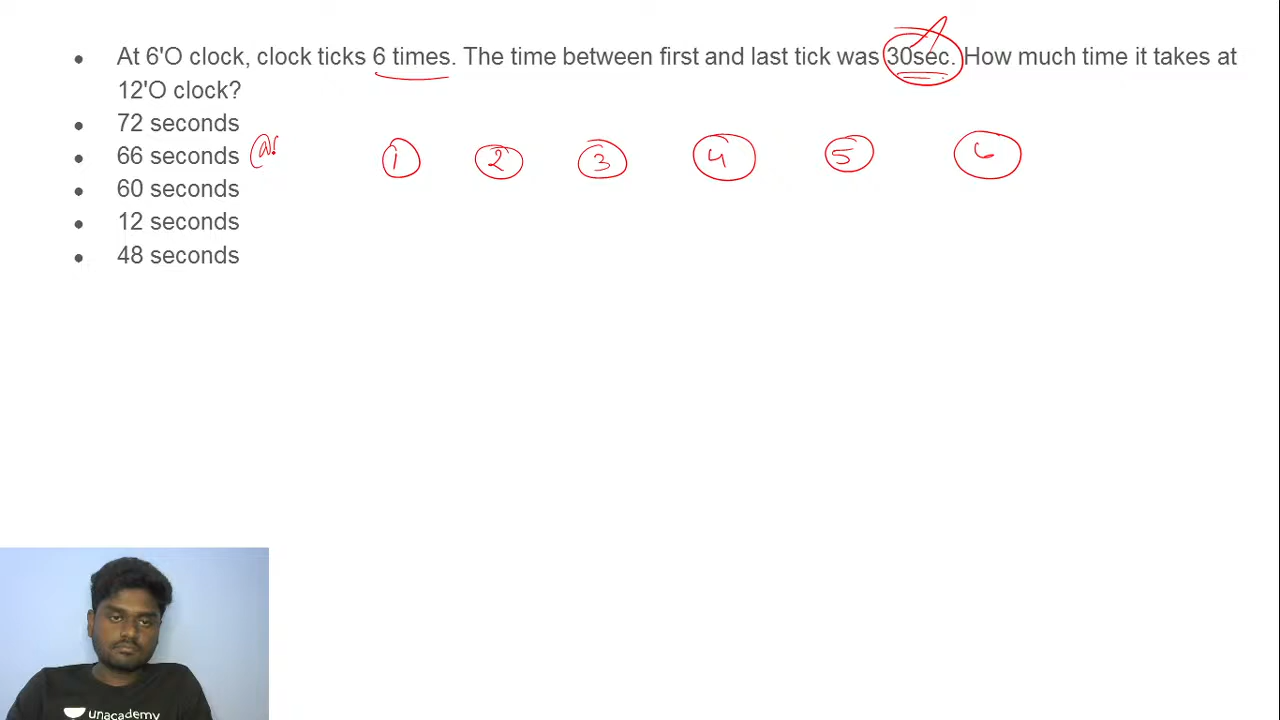 At 6'O clock, clock ticks 6 times. The time between first and last tick was 30sec. How much time it takes at
12'O clock?
72 seconds
66 seconds
1 2 3 4 5 6
60 seconds
12 seconds
48 seconds
unacademy